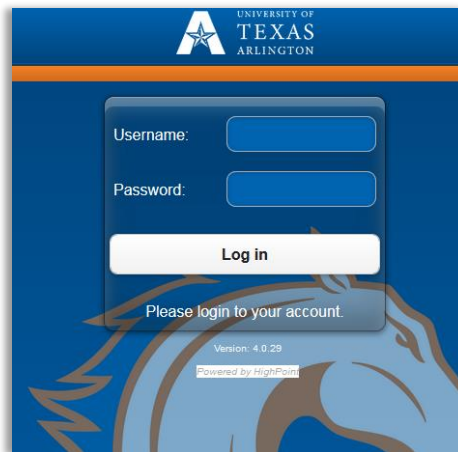 UNIVERSITY OF
TEXAS
ARLINGTON
Username:
Password:
Log in
Please login to your account.
Version: 4.0.29
Powered by HighPoint